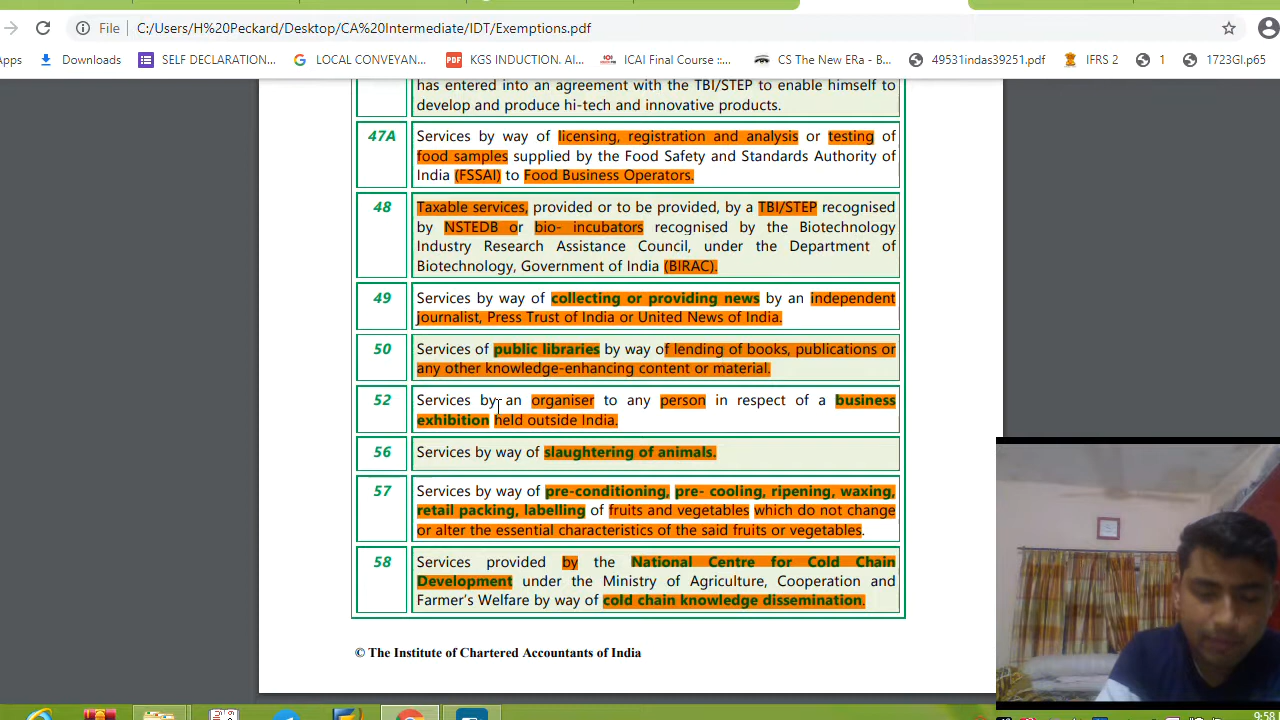 File
C:/Users/H%20Peckard/Desktop/CA%20Intermediate/IDT/Exemptions.pdf
Apps
Downloads
SELF DECLARATION...
LOCAL CONVEYAN...
PDF
KGS INDUCTION. Al...
ICAI Final Course ::...
CS The New ERa - B...
49531indas39251.pdf
IFRS 2
1
1723GI.p65
has entered into an agreement with the TBI/STEP to enable himself to
develop and produce hi-tech and innovative products.
47A
Services by way of licensing, registration and analysis or testing of
food samples supplied by the Food Safety and Standards Authority of
India (FSSAI) to Food Business Operators.
48
Taxable services, provided or to be provided, by a TBI/STEP recognised
by NSTEDB or bio- incubators recognised by the Biotechnology
Industry Research Assistance Council, under the Department of
Biotechnology, Government of India (BIRAC).
49
Services by way of collecting or providing news by an independent
journalist, Press Trust of India or United News of India.
50
Services of public libraries by way of lending of books, publications or
any other knowledge-enhancing content or material.
52
Services by an organiser to any person in respect of a business
exhibition held outside India.
56
Services by way of slaughtering of animals.
57
Services by way of pre-conditioning, pre- cooling, ripening, waxing,
retail packing, labelling of fruits and vegetables which do not change
or alter the essential characteristics of the said fruits or vegetables.
58
Services provided by the National Centre for Cold Chain
Development under the Ministry of Agriculture, Cooperation and
Farmer's Welfare by way of cold chain knowledge dissemination.
© The Institute of Chartered Accountants of India
9:58